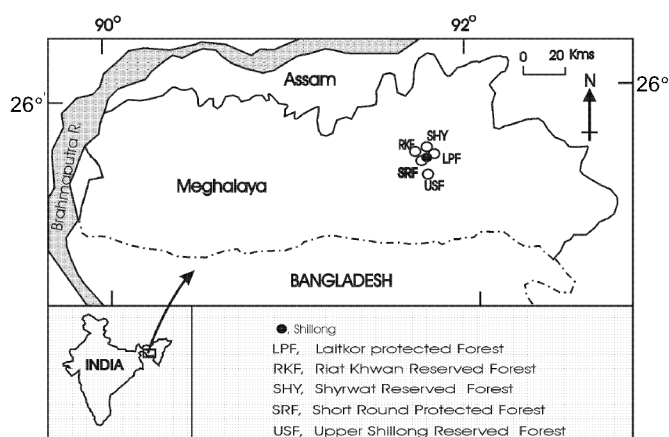 90°
92°
Assam
0 20 Kms
26°
26°
N
Brahmaputra R.
SHY
RKF
LPF
SRF
USF
Meghalaya
BANGLADESH
INDIA
, Shillong
LPF, Laitkor protected Forest
RKF, Riat Khwan Reserved Forest
SHY, Shyrwat Reserved Forest
SRF, Short Round Protected Forest
USF, Upper Shillong Reserved Forest